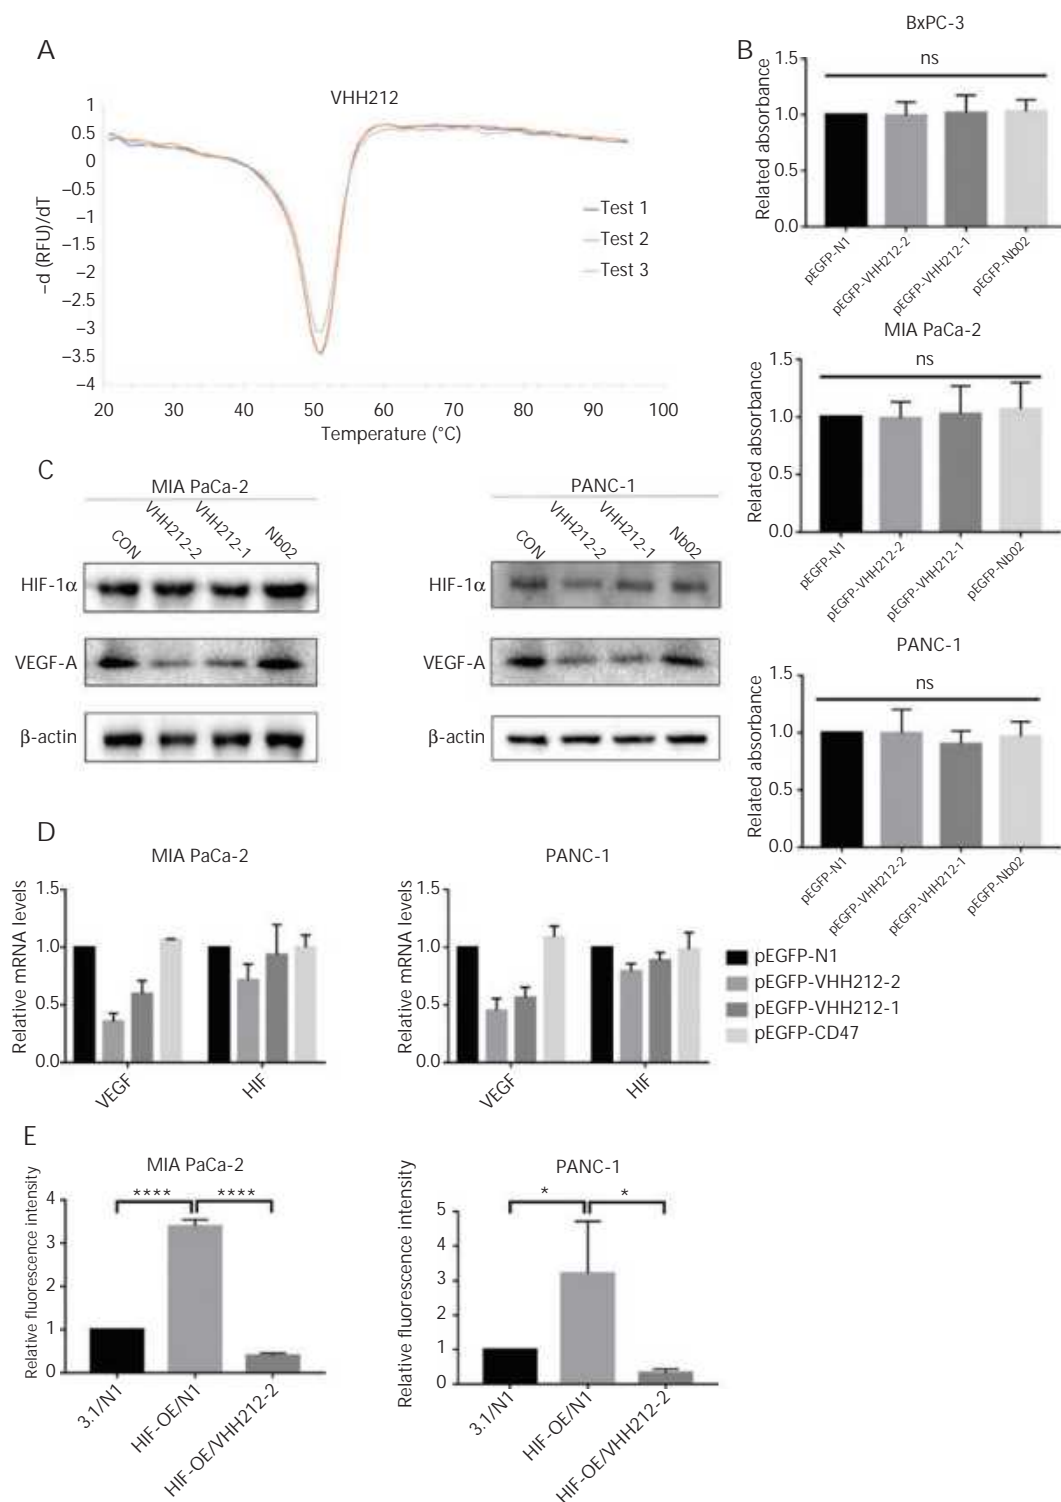 A
VHH212
1
0.5
0
–0.5
–1
–1.5
–2
–2.5
–3
–3.5
–4
–d (RFU)/dT
Test 1
Test 2
Test 3
20 30 40 50 60 70 80 90 100
Temperature (°C)
B
BxPC-3
ns
1.5
1.0
0.5
0.0
Related absorbance
pEGFP-N1
pEGFP-VHH212-2
pEGFP-VHH212-1
pEGFP-Nb02
MIA PaCa-2
ns
1.5
1.0
0.5
0.0
Related absorbance
pEGFP-N1
pEGFP-VHH212-2
pEGFP-VHH212-1
pEGFP-Nb02
PANC-1
ns
1.5
1.0
0.5
0.0
Related absorbance
pEGFP-N1
pEGFP-VHH212-2
pEGFP-VHH212-1
pEGFP-Nb02
C
MIA PaCa-2
CON
VHH212-2
VHH212-1
Nb02
HIF-1α
VEGF-A
β-actin
PANC-1
CON
VHH212-2
VHH212-1
Nb02
HIF-1α
VEGF-A
β-actin
D
MIA PaCa-2
1.5
1.0
0.5
0.0
Relative mRNA levels
VEGF
HIF
PANC-1
1.5
1.0
0.5
0.0
Relative mRNA levels
VEGF
HIF
pEGFP-N1
pEGFP-VHH212-2
pEGFP-VHH212-1
pEGFP-CD47
E
MIA PaCa-2
**** ****
4
3
2
1
0
Relative fluorescence intensity
3.1/N1
HIF-OE/N1
HIF-OE/VHH212-2
PANC-1
* *
5
4
3
2
1
0
Relative fluorescence intensity
3.1/N1
HIF-OE/N1
HIF-OE/VHH212-2